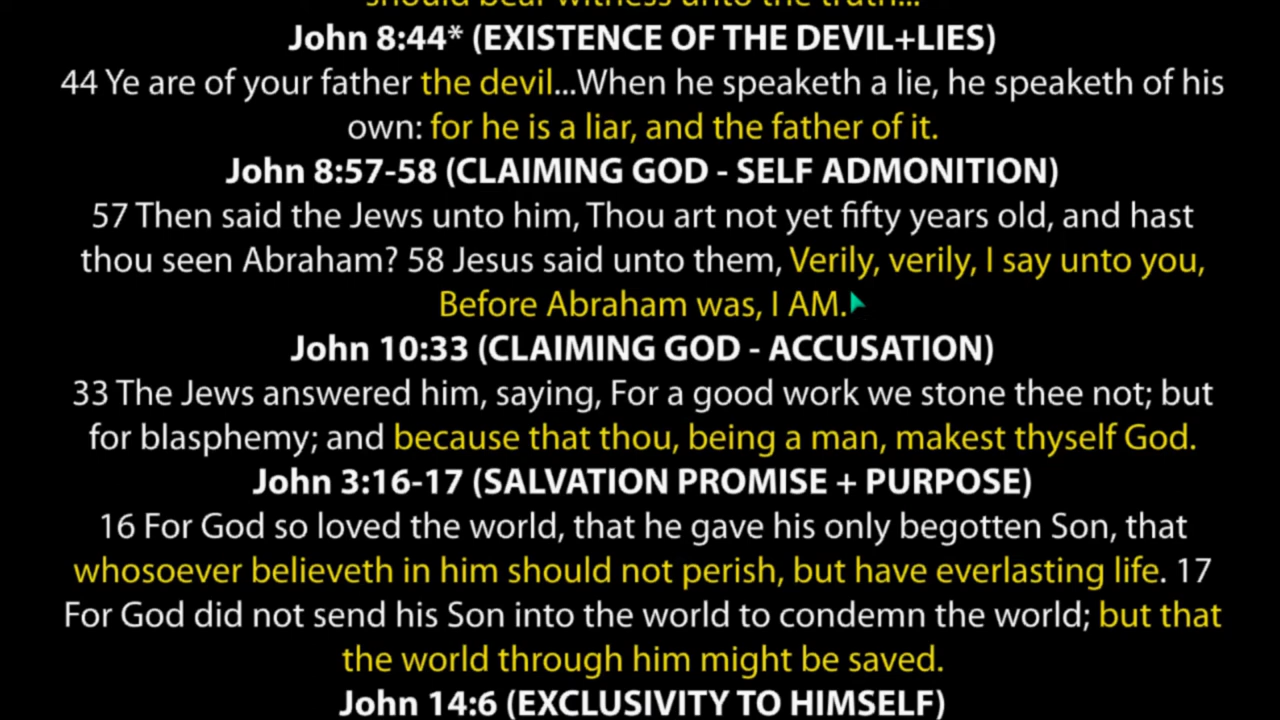 should bear witness unto the truth...
John 8:44* (EXISTENCE OF THE DEVIL+LIES)
44 Ye are of your father the devil...When he speaketh a lie, he speaketh of his
own: for he is a liar, and the father of it.
John 8:57-58 (CLAIMING GOD - SELF ADMONITION)
57 Then said the Jews unto him, Thou art not yet fifty years old, and hast
thou seen Abraham? 58 Jesus said unto them, Verily, verily, I say unto you,
Before Abraham was, I AM.
John 10:33 (CLAIMING GOD - ACCUSATION)
33 The Jews answered him, saying, For a good work we stone thee not; but
for blasphemy; and because that thou, being a man, makest thyself God.
John 3:16-17 (SALVATION PROMISE + PURPOSE)
16 For God so loved the world, that he gave his only begotten Son, that
whosoever believeth in him should not perish, but have everlasting life. 17
For God did not send his Son into the world to condemn the world; but that
the world through him might be saved.
John 14:6 (EXCLUSIVITY TO HIMSELF)